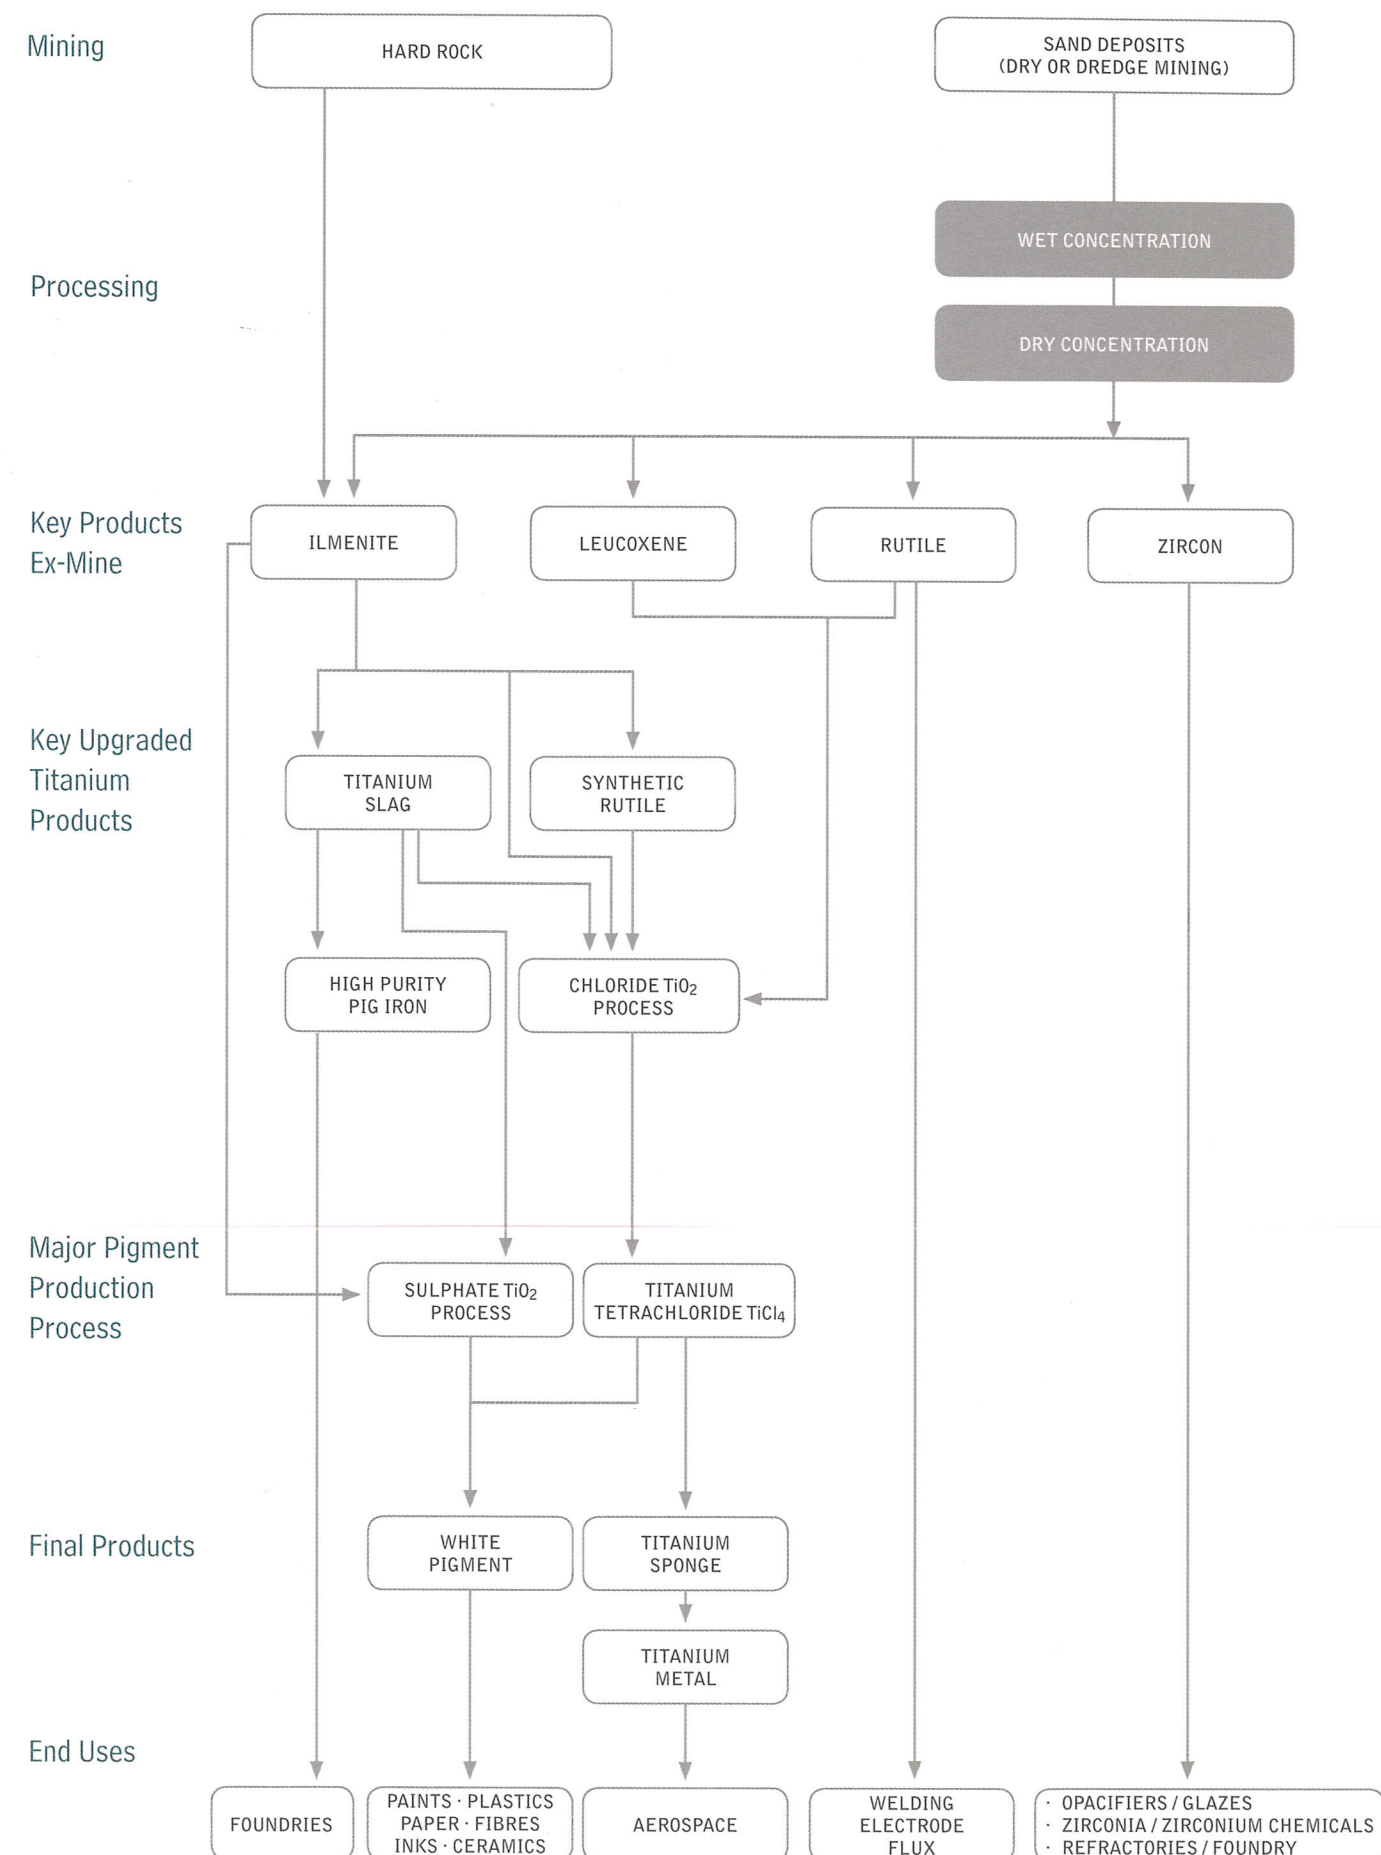 Mining
HARD ROCK
SAND DEPOSITS
(DRY OR DREDGE MINING)
WET CONCENTRATION
Processing
DRY CONCENTRATION
Key Products
Ex-Mine
ILMENITE
LEUCOXENE
RUTILE
ZIRCON
Key Upgraded
Titanium
Products
TITANIUM
SLAG
SYNTHETIC
RUTILE
HIGH PURITY
PIG IRON
CHLORIDE TiO₂
PROCESS
Major Pigment
Production
Process
SULPHATE TiO₂
PROCESS
TITANIUM
TETRACHLORIDE TiCl₄
Final Products
WHITE
PIGMENT
TITANIUM
SPONGE
TITANIUM
METAL
End Uses
FOUNDRIES
PAINTS · PLASTICS
PAPER · FIBRES
INKS · CERAMICS
AEROSPACE
WELDING
ELECTRODE
FLUX
· OPACIFIERS / GLAZES
· ZIRCONIA / ZIRCONIUM CHEMICALS
· REFRACTORIES / FOUNDRY